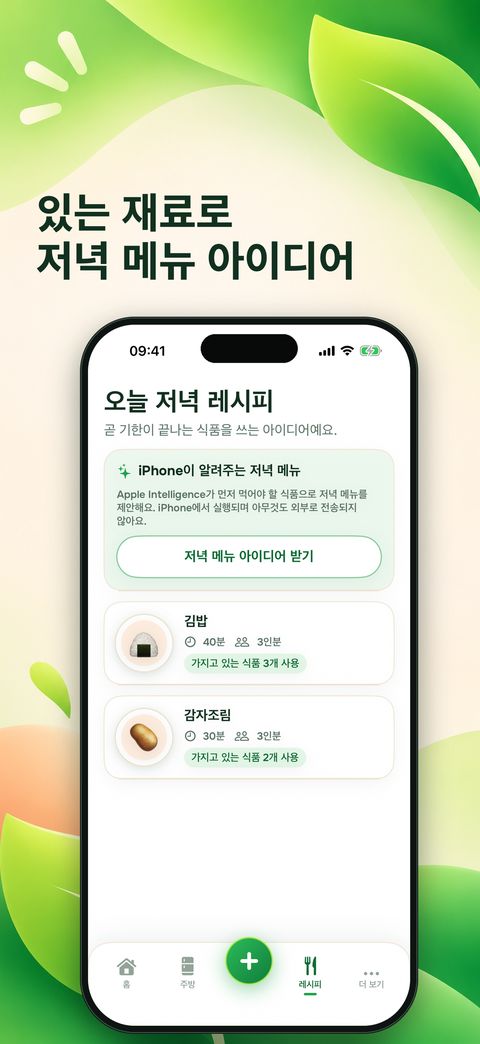 있는 재료로
저녁 메뉴 아이디어
09:41
오늘 저녁 레시피
곧 기한이 끝나는 식품을 쓰는 아이디어예요.
iPhone이 알려주는 저녁 메뉴
Apple Intelligence가 먼저 먹어야 할 식품으로 저녁 메뉴를
제안해요. iPhone에서 실행되며 아무것도 외부로 전송되지
않아요.
저녁 메뉴 아이디어 받기
김밥
40분 3인분
가지고 있는 식품 3개 사용
감자조림
30분 3인분
가지고 있는 식품 2개 사용
홈 주방 레시피 더 보기